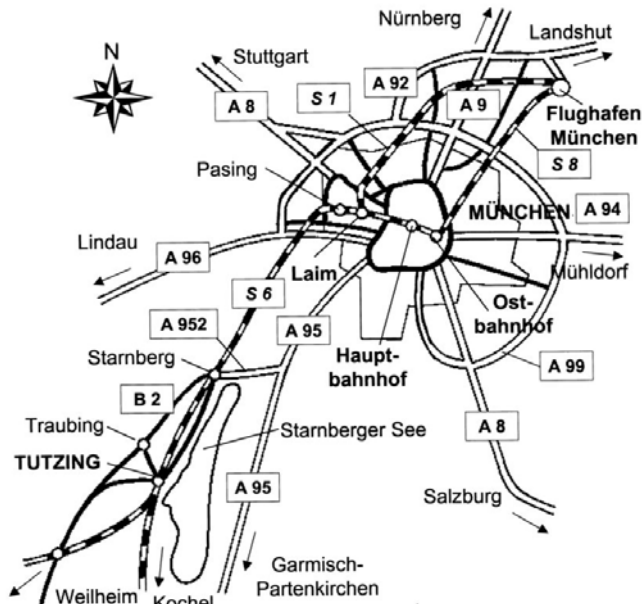 Nürnberg
Landshut
N
Stuttgart
A 92
A 8
S 1
A 9
Flughafen
München
S 8
Pasing
MÜNCHEN
A 94
Lindau
A 96
Laim
Mühldorf
S 6
Ost-
bahnhof
A 952
A 95
Haupt-
bahnhof
Starnberg
A 99
B 2
Traubing
Starnberger See
A 8
TUTZING
A 95
Salzburg
Garmisch-
Partenkirchen
Weilheim
Kochel